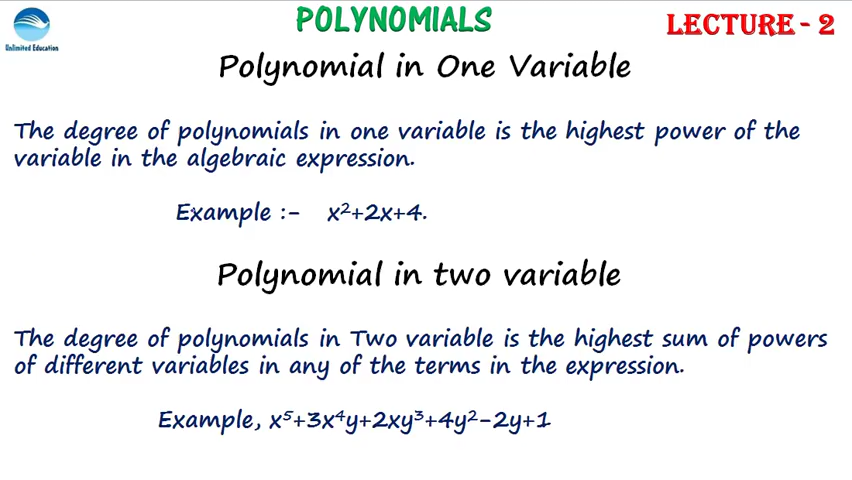 POLYNOMIALS
LECTURE - 2
Unlimited Education
Polynomial in One Variable
The degree of polynomials in one variable is the highest power of the
variable in the algebraic expression.
Example :- x²+2x+4.
Polynomial in two variable
The degree of polynomials in Two variable is the highest sum of powers
of different variables in any of the terms in the expression.
Example, x⁵+3x⁴y+2xy³+4y²-2y+1